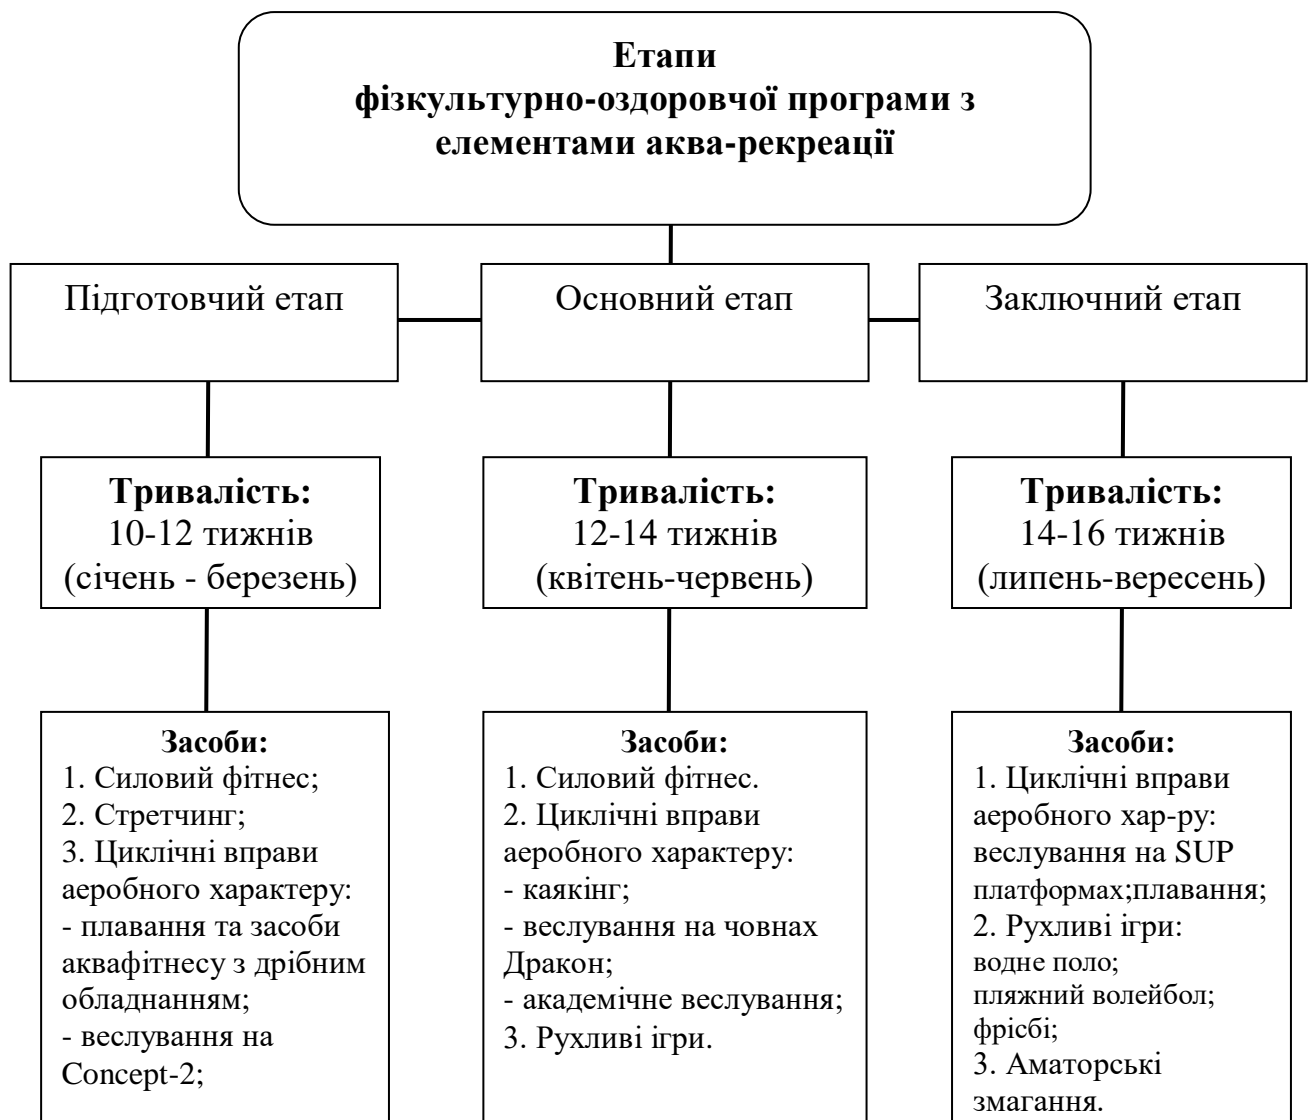 Етапи
фізкультурно-оздоровчої програми з
елементами аква-рекреації
Підготовчий етап
Основний етап
Заключний етап
Тривалість:
10-12 тижнів
(січень - березень)
Тривалість:
12-14 тижнів
(квітень-червень)
Тривалість:
14-16 тижнів
(липень-вересень)
Засоби:
1. Силовий фітнес;
2. Стретчинг;
3. Циклічні вправи
аеробного характеру:
- плавання та засоби
аквафітнесу з дрібним
обладнанням;
- веслування на
Concept-2;
Засоби:
1. Силовий фітнес.
2. Циклічні вправи
аеробного характеру:
- каякінг;
- веслування на човнах
Дракон;
- академічне веслування;
3. Рухливі ігри.
Засоби:
1. Циклічні вправи
аеробного хар-ру:
веслування на SUP
платформах;плавання;
2. Рухливі ігри:
водне поло;
пляжний волейбол;
фрісбі;
3. Аматорські
змагання.